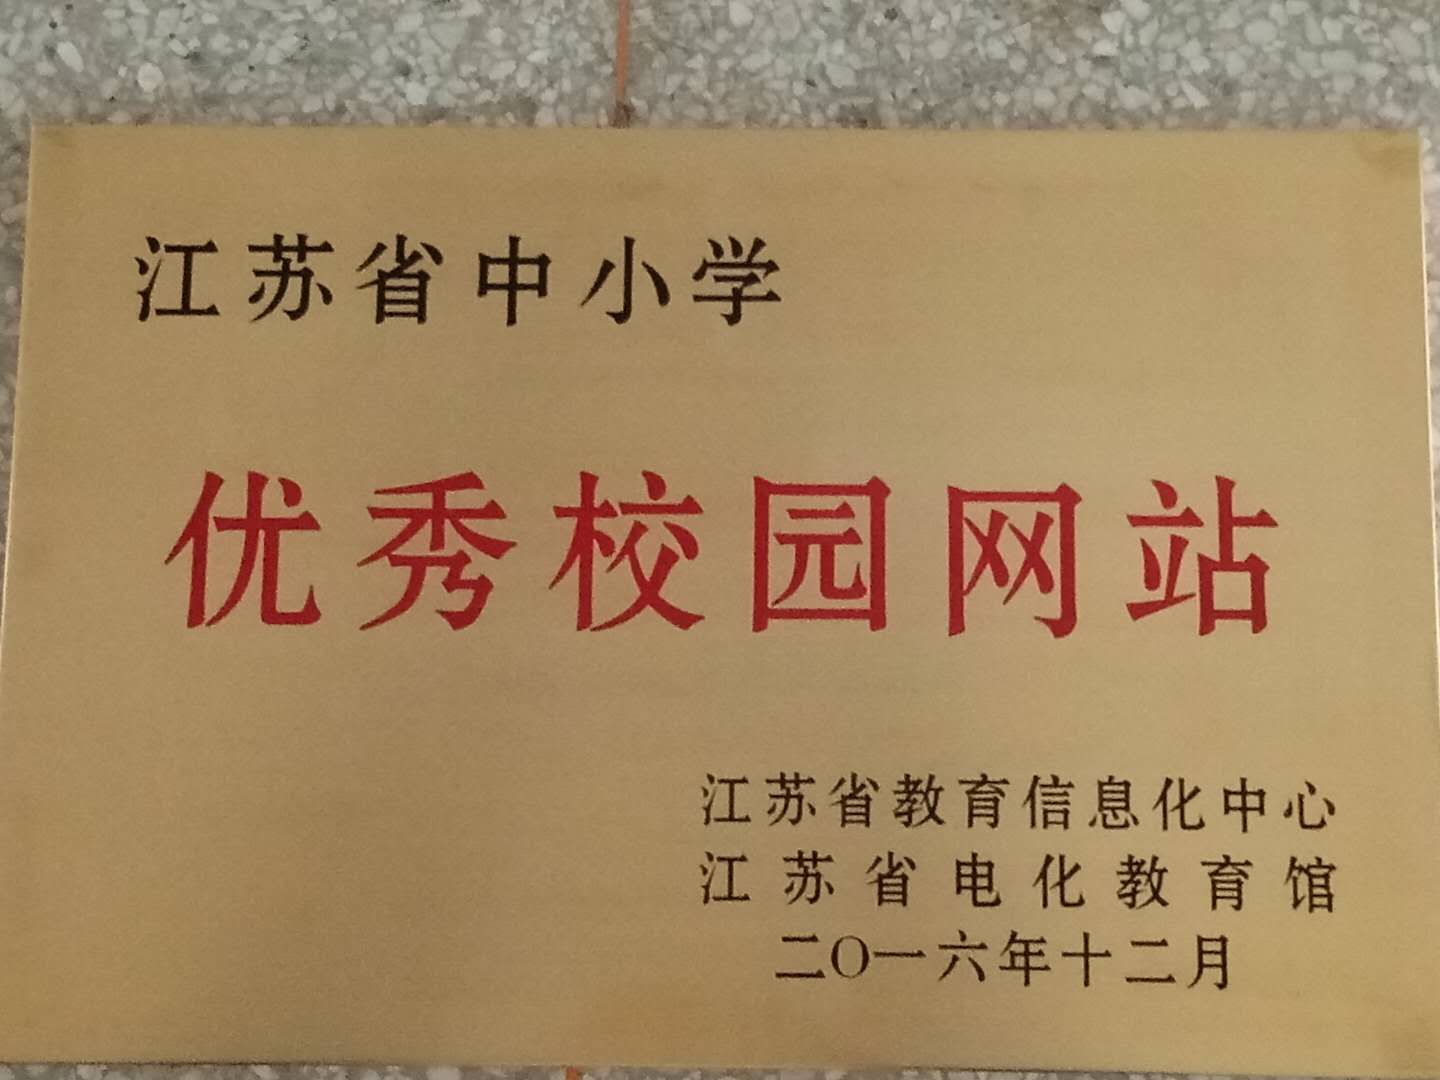 江苏省中小学
优秀校园网站
江苏省教育信息化中心
江苏省电化教育馆
二〇一六年十二月